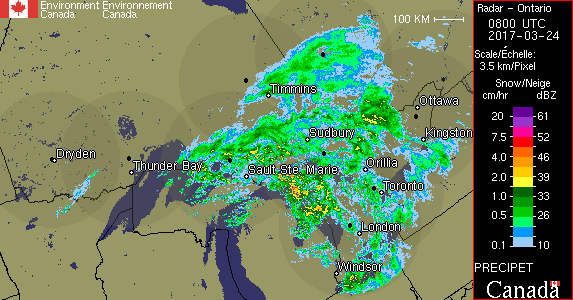 Environment Environnement
Canada Canada
100 KM
Timmins
Ottawa
Sudbury
Kingston
Dryden
Thunder Bay
Sault Ste. Marie
Orillia
Toronto
London
Windsor
Radar - Ontario
0800 UTC
2017-03-24
Scale/Échelle:
3.5 km/Pixel
Snow/Neige
cm/hr dBZ
20 61
7.5 52
4.0 46
2.0 39
1.0 33
0.5 26
0.1 10
PRECIPET
Canada